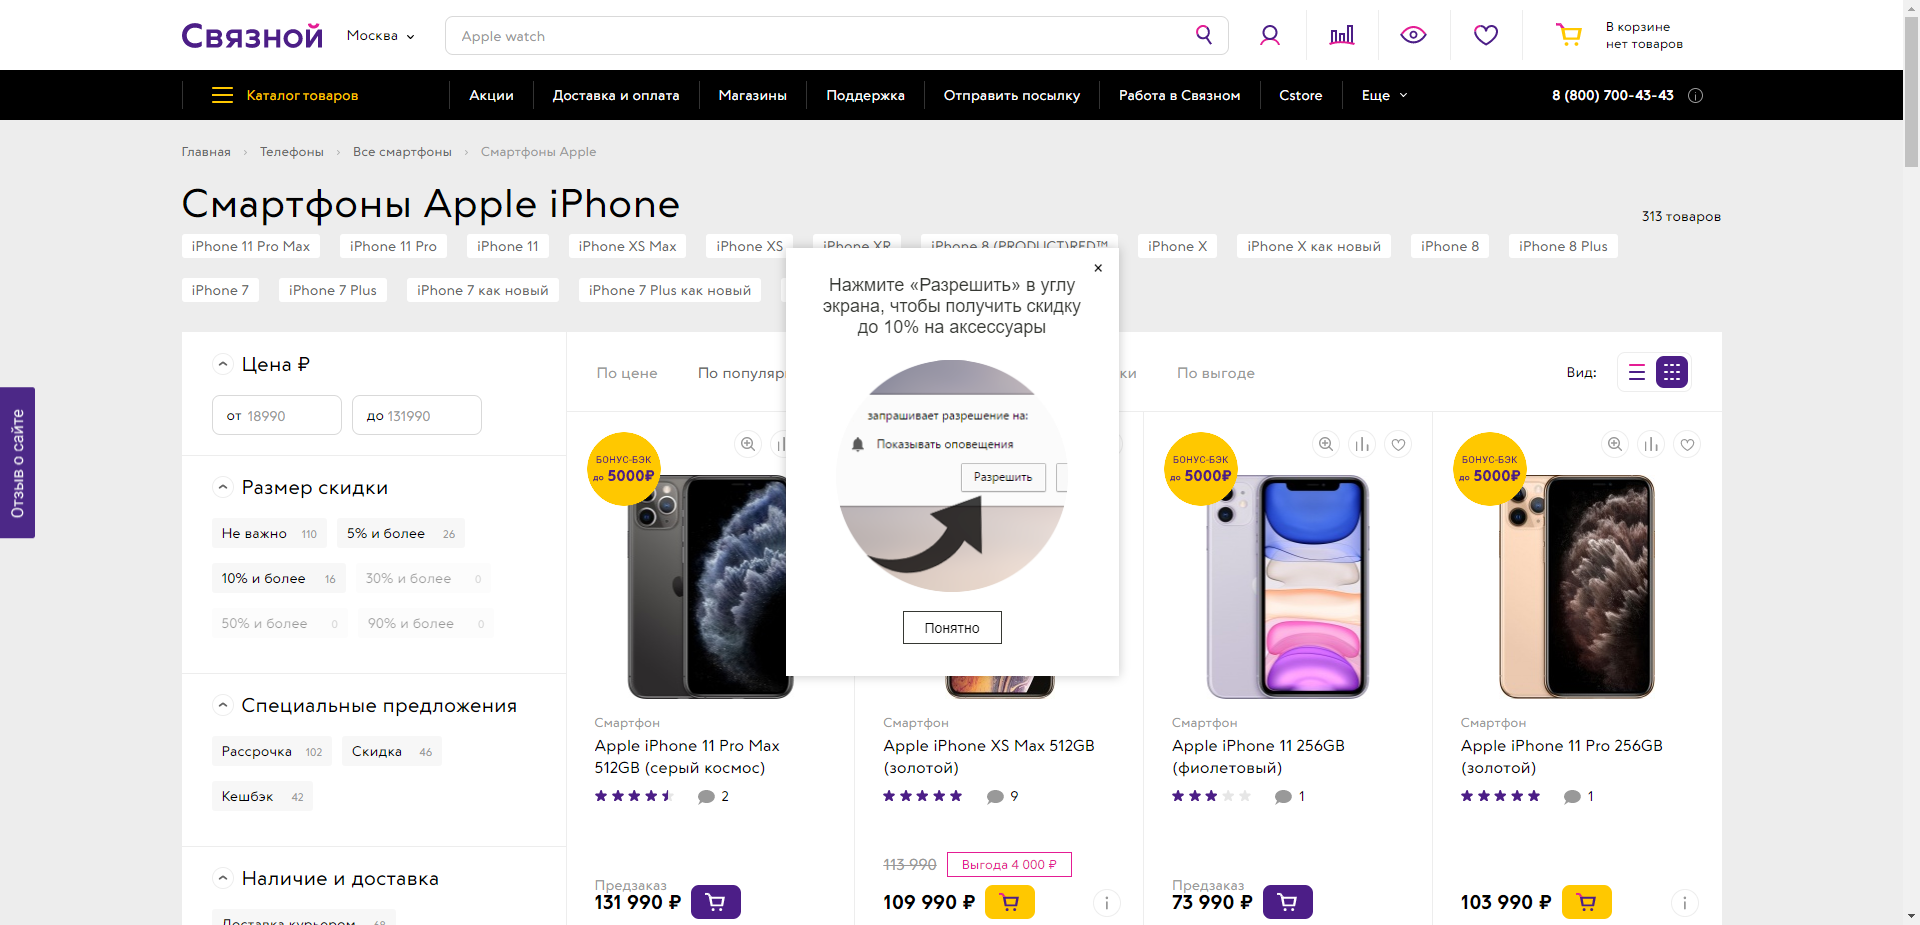 Связной
Москва
Apple watch
В корзине
нет товаров
Каталог товаров
Акции
Доставка и оплата
Магазины
Поддержка
Отправить посылку
Работа в Связном
Cstore
Еще
8 (800) 700-43-43
Главная › Телефоны › Все смартфоны › Смартфоны Apple
Смартфоны Apple iPhone
313 товаров
iPhone 11 Pro Max
iPhone 11 Pro
iPhone 11
iPhone XS Max
iPhone XS
iPhone XR
iPhone 8 (PRODUCT)RED™
iPhone X
iPhone X как новый
iPhone 8
iPhone 8 Plus
iPhone 7
iPhone 7 Plus
iPhone 7 как новый
iPhone 7 Plus как новый
Нажмите «Разрешить» в углу
экрана, чтобы получить скидку
до 10% на аксессуары
запрашивает разрешение на:
Показывать оповещения
Разрешить
Понятно
Отзыв о сайте
Цена ₽
от 18990
до 131990
Размер скидки
Не важно 110
5% и более 26
10% и более 16
30% и более 0
50% и более 0
90% и более 0
Специальные предложения
Рассрочка 102
Скидка 46
Кешбэк 42
Наличие и доставка
Доставка курьером 68
По цене
По популяр
ки
По выгоде
Вид:
БОНУС-БЭК
до 5000₽
Смартфон
Apple iPhone 11 Pro Max
512GB (серый космос)
2
Предзаказ
131 990 ₽
Смартфон
Apple iPhone XS Max 512GB
(золотой)
9
113 990
Выгода 4 000 ₽
109 990 ₽
БОНУС-БЭК
до 5000₽
Смартфон
Apple iPhone 11 256GB
(фиолетовый)
1
Предзаказ
73 990 ₽
БОНУС-БЭК
до 5000₽
Смартфон
Apple iPhone 11 Pro 256GB
(золотой)
1
103 990 ₽